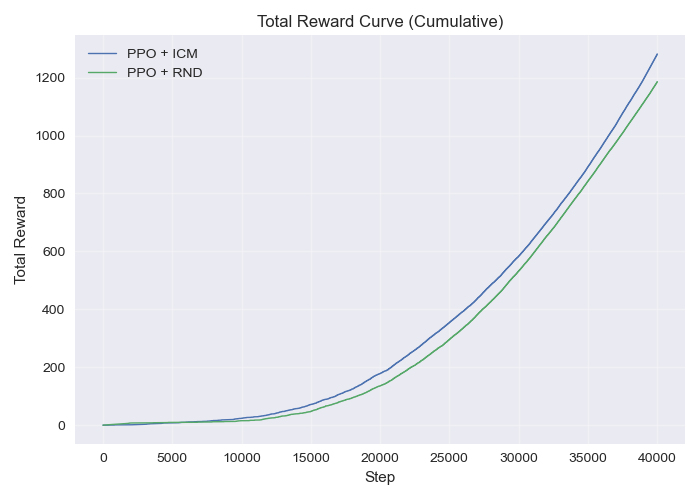 Total Reward Curve (Cumulative)
PPO + ICM
PPO + RND
Total Reward
1200
1000
800
600
400
200
0
0 5000 10000 15000 20000 25000 30000 35000 40000
Step